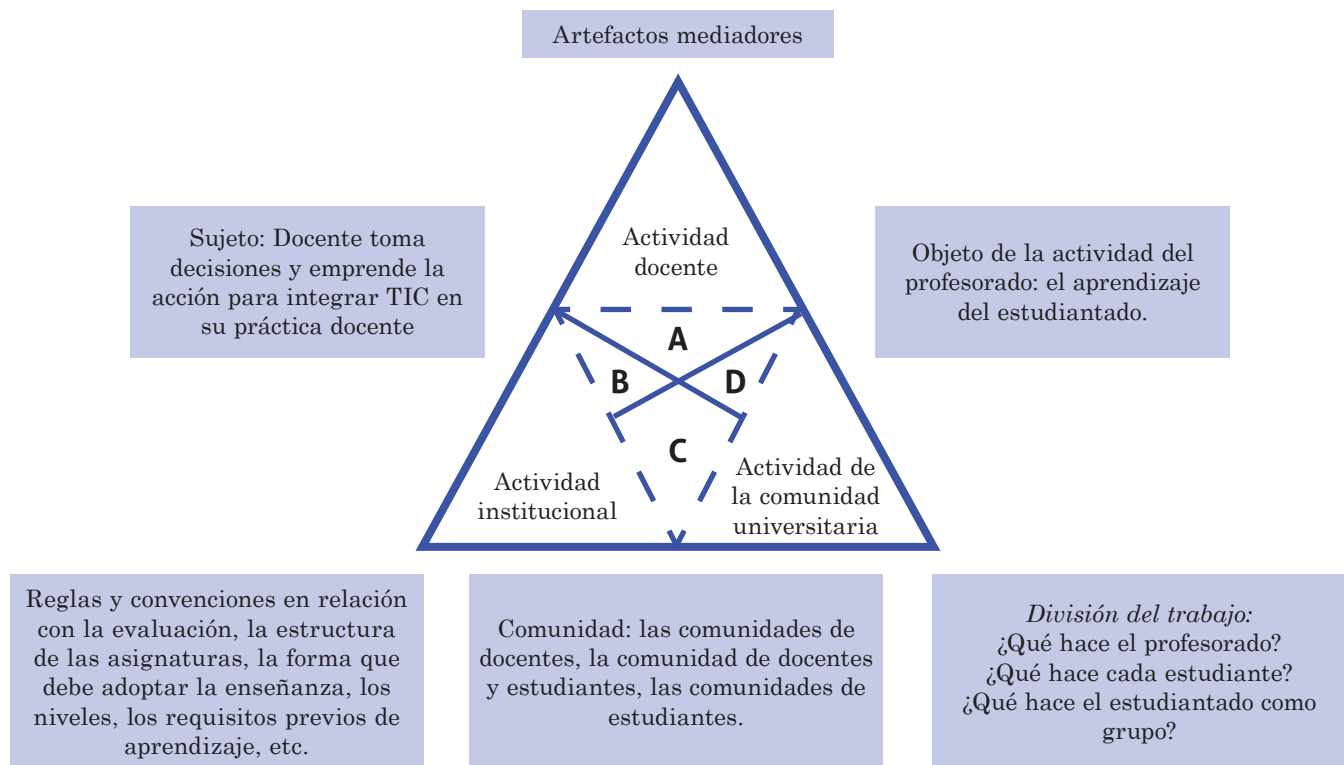 Artefactos mediadores
Sujeto: Docente toma
decisiones y emprende la
acción para integrar TIC en
su práctica docente
Actividad
docente
Objeto de la actividad del
profesorado: el aprendizaje
del estudiantado.
A
B
D
C
Actividad
institucional
Actividad de
la comunidad
universitaria
Reglas y convenciones en relación
con la evaluación, la estructura
de las asignaturas, la forma que
debe adoptar la enseñanza, los
niveles, los requisitos previos de
aprendizaje, etc.
Comunidad: las comunidades de
docentes, la comunidad de docentes
y estudiantes, las comunidades de
estudiantes.
División del trabajo:
¿Qué hace el profesorado?
¿Qué hace cada estudiante?
¿Qué hace el estudiantado como
grupo?